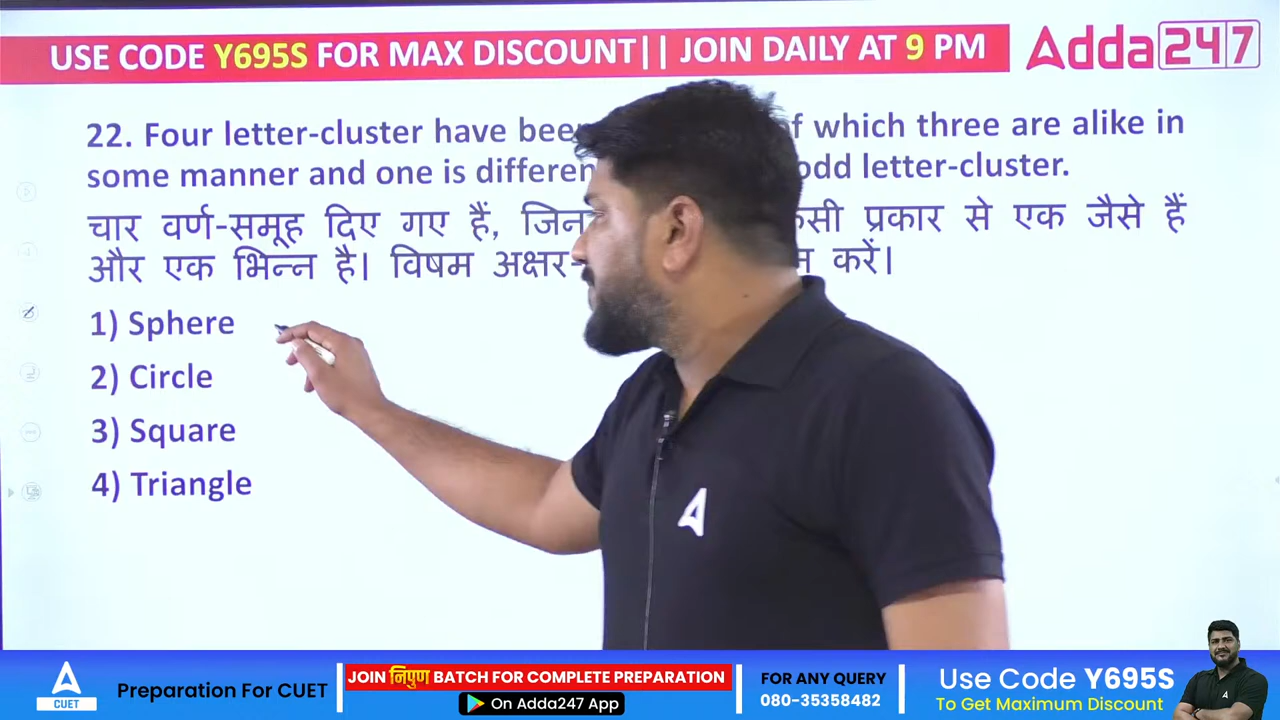 USE CODE Y695S FOR MAX DISCOUNT|| JOIN DAILY AT 9 PM
Adda247
22. Four letter-cluster have been of which three are alike in
some manner and one is different odd letter-cluster.
चार वर्ण-समूह दिए गए हैं, प्रकार से एक जैसे हैं
और एक भिन्न है। विषम अक्षर- करें।
1) Sphere
2) Circle
3) Square
4) Triangle
A
CUET
Preparation For CUET
JOIN निपुण BATCH FOR COMPLETE PREPARATION
On Adda247 App
FOR ANY QUERY
080-35358482
Use Code Y695S
To Get Maximum Discount